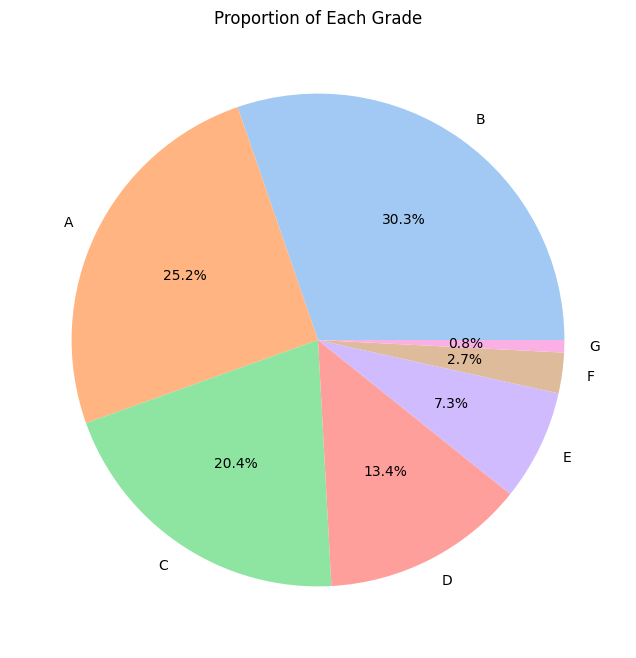 Proportion of Each Grade
B
30.3%
A
25.2%
0.8%
G
2.7%
F
7.3%
E
20.4%
13.4%
C
D